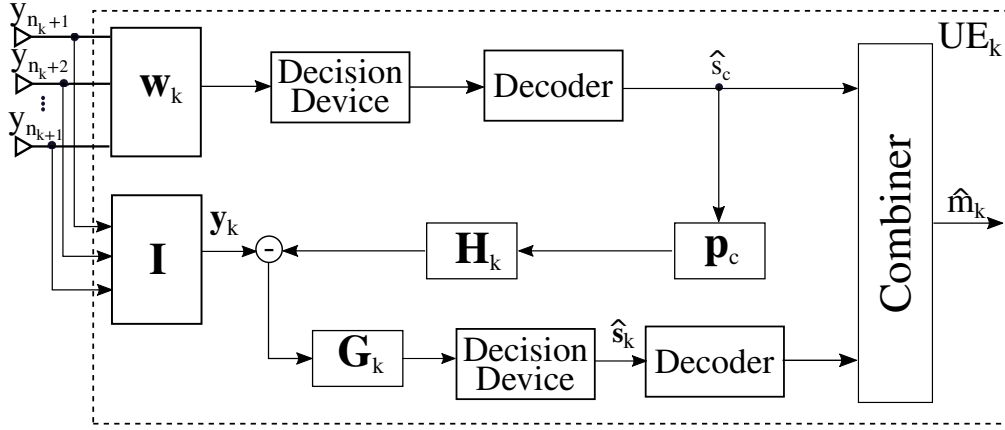 y_{n_k+1}
UE_k
y_{n_k+2}
⋮
y_{n_{k+1}}
w_k
Decision
Device
Decoder
ŝ_c
Combiner
m̂_k
I
y_k
-
H_k
p_c
G_k
Decision
Device
ŝ_k
Decoder